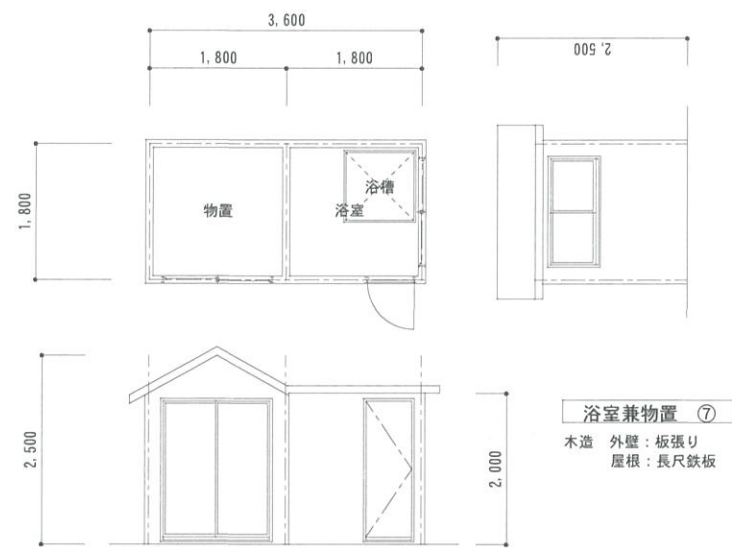 3,600
1,800
1,800
2,500
1,800
物置
浴槽
浴室
2,500
2,000
浴室兼物置 ⑦
木造 外壁：板張り
屋根：長尺鉄板